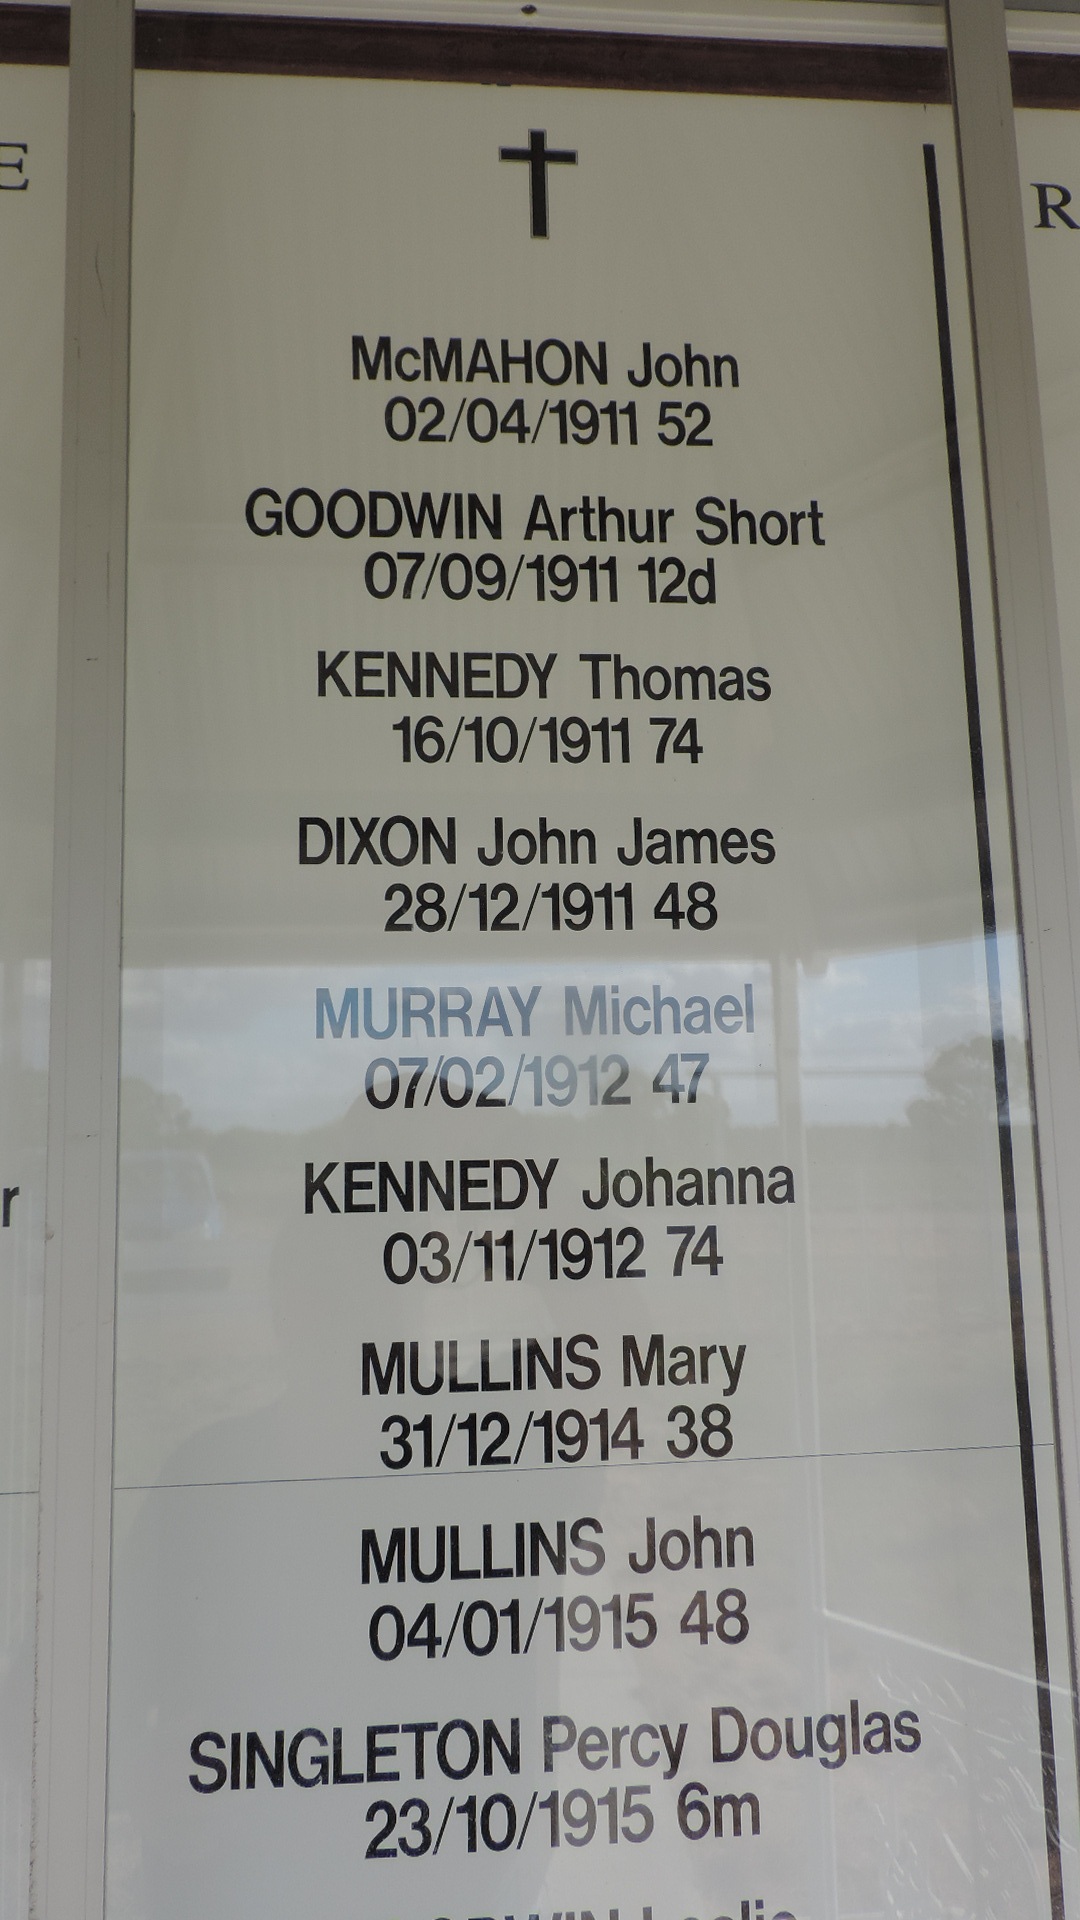 E
R
McMAHON John
02/04/1911 52
GOODWIN Arthur Short
07/09/1911 12d
KENNEDY Thomas
16/10/1911 74
DIXON John James
28/12/1911 48
MURRAY Michael
07/02/1912 47
KENNEDY Johanna
03/11/1912 74
r
MULLINS Mary
31/12/1914 38
MULLINS John
04/01/1915 48
SINGLETON Percy Douglas
23/10/1915 6m